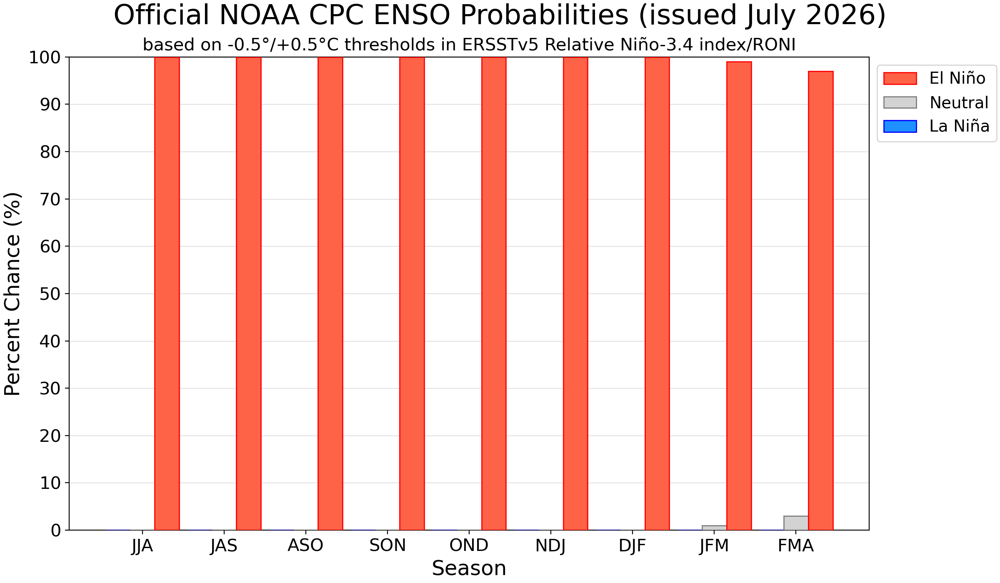 Official NOAA CPC ENSO Probabilities (issued July 2026)
based on -0.5°/+0.5°C thresholds in ERSSTv5 Relative Niño-3.4 index/RONI
Percent Chance (%)
100
90
80
70
60
50
40
30
20
10
0
El Niño
Neutral
La Niña
JJA JAS ASO SON OND NDJ DJF JFM FMA
Season